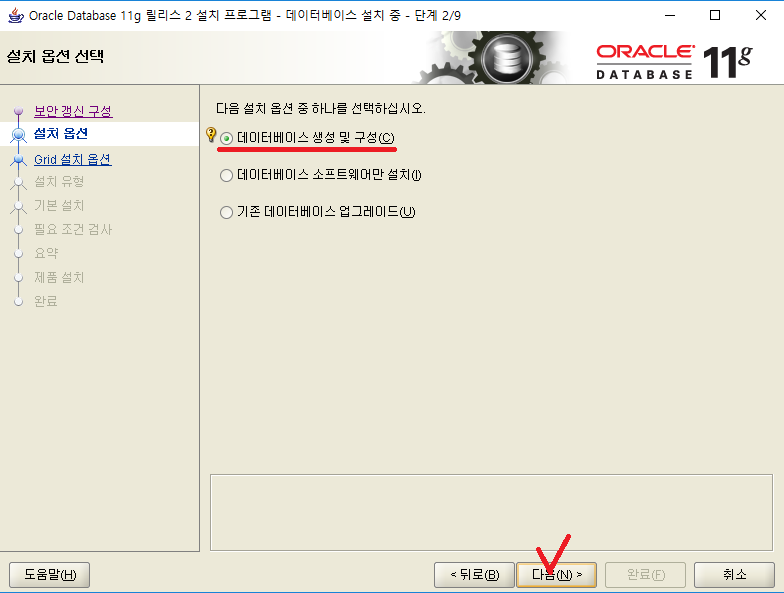 Oracle Database 11g 릴리스 2 설치 프로그램 - 데이터베이스 설치 중 - 단계 2/9
설치 옵션 선택
ORACLE
DATABASE
11g
보안 갱신 구성
설치 옵션
Grid 설치 옵션
설치 유형
기본 설치
필요 조건 검사
요약
제품 설치
완료
다음 설치 옵션 중 하나를 선택하십시오.
데이터베이스 생성 및 구성(C)
데이터베이스 소프트웨어만 설치(I)
기존 데이터베이스 업그레이드(U)
도움말(H)
< 뒤로(B)
다음(N) >
완료(F)
취소